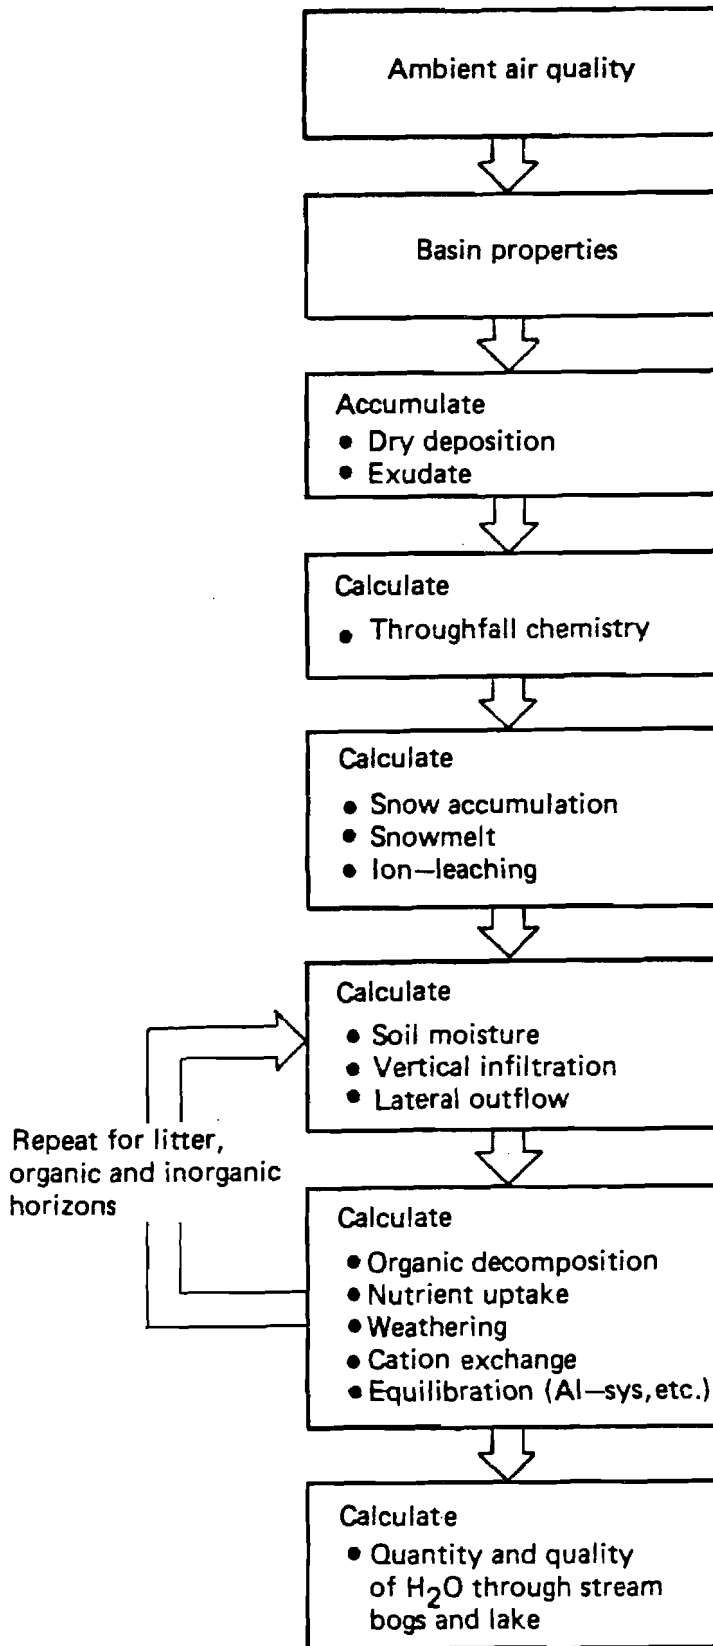 Ambient air quality
Basin properties
Accumulate
• Dry deposition
• Exudate
Calculate
• Throughfall chemistry
Calculate
• Snow accumulation
• Snowmelt
• Ion—leaching
Calculate
• Soil moisture
• Vertical infiltration
• Lateral outflow
Repeat for litter,
organic and inorganic
horizons
Calculate
• Organic decomposition
• Nutrient uptake
• Weathering
• Cation exchange
• Equilibration (Al—sys,etc.)
Calculate
• Quantity and quality
of H₂O through stream
bogs and lake